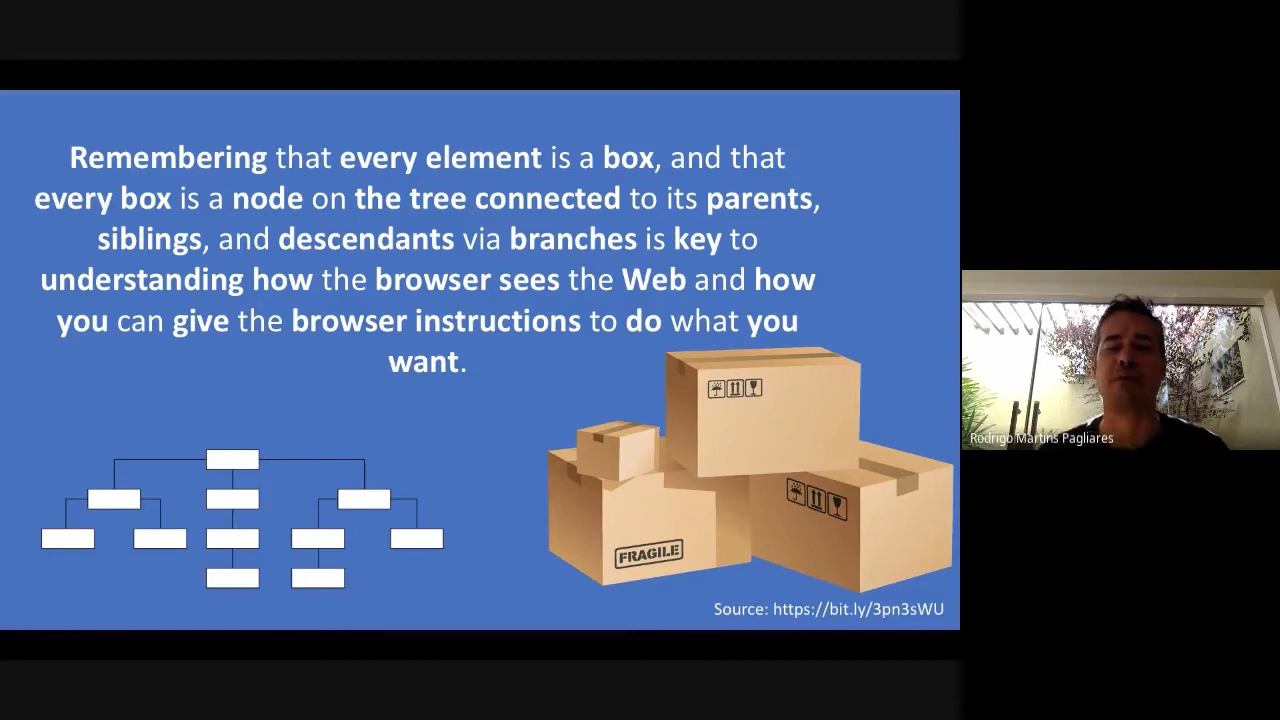 Remembering that every element is a box, and that
every box is a node on the tree connected to its parents,
siblings, and descendants via branches is key to
understanding how the browser sees the Web and how
you can give the browser instructions to do what you
want.
FRAGILE
Source: https://bit.ly/3pn3sWU
Rodrigo Martins Pagliares